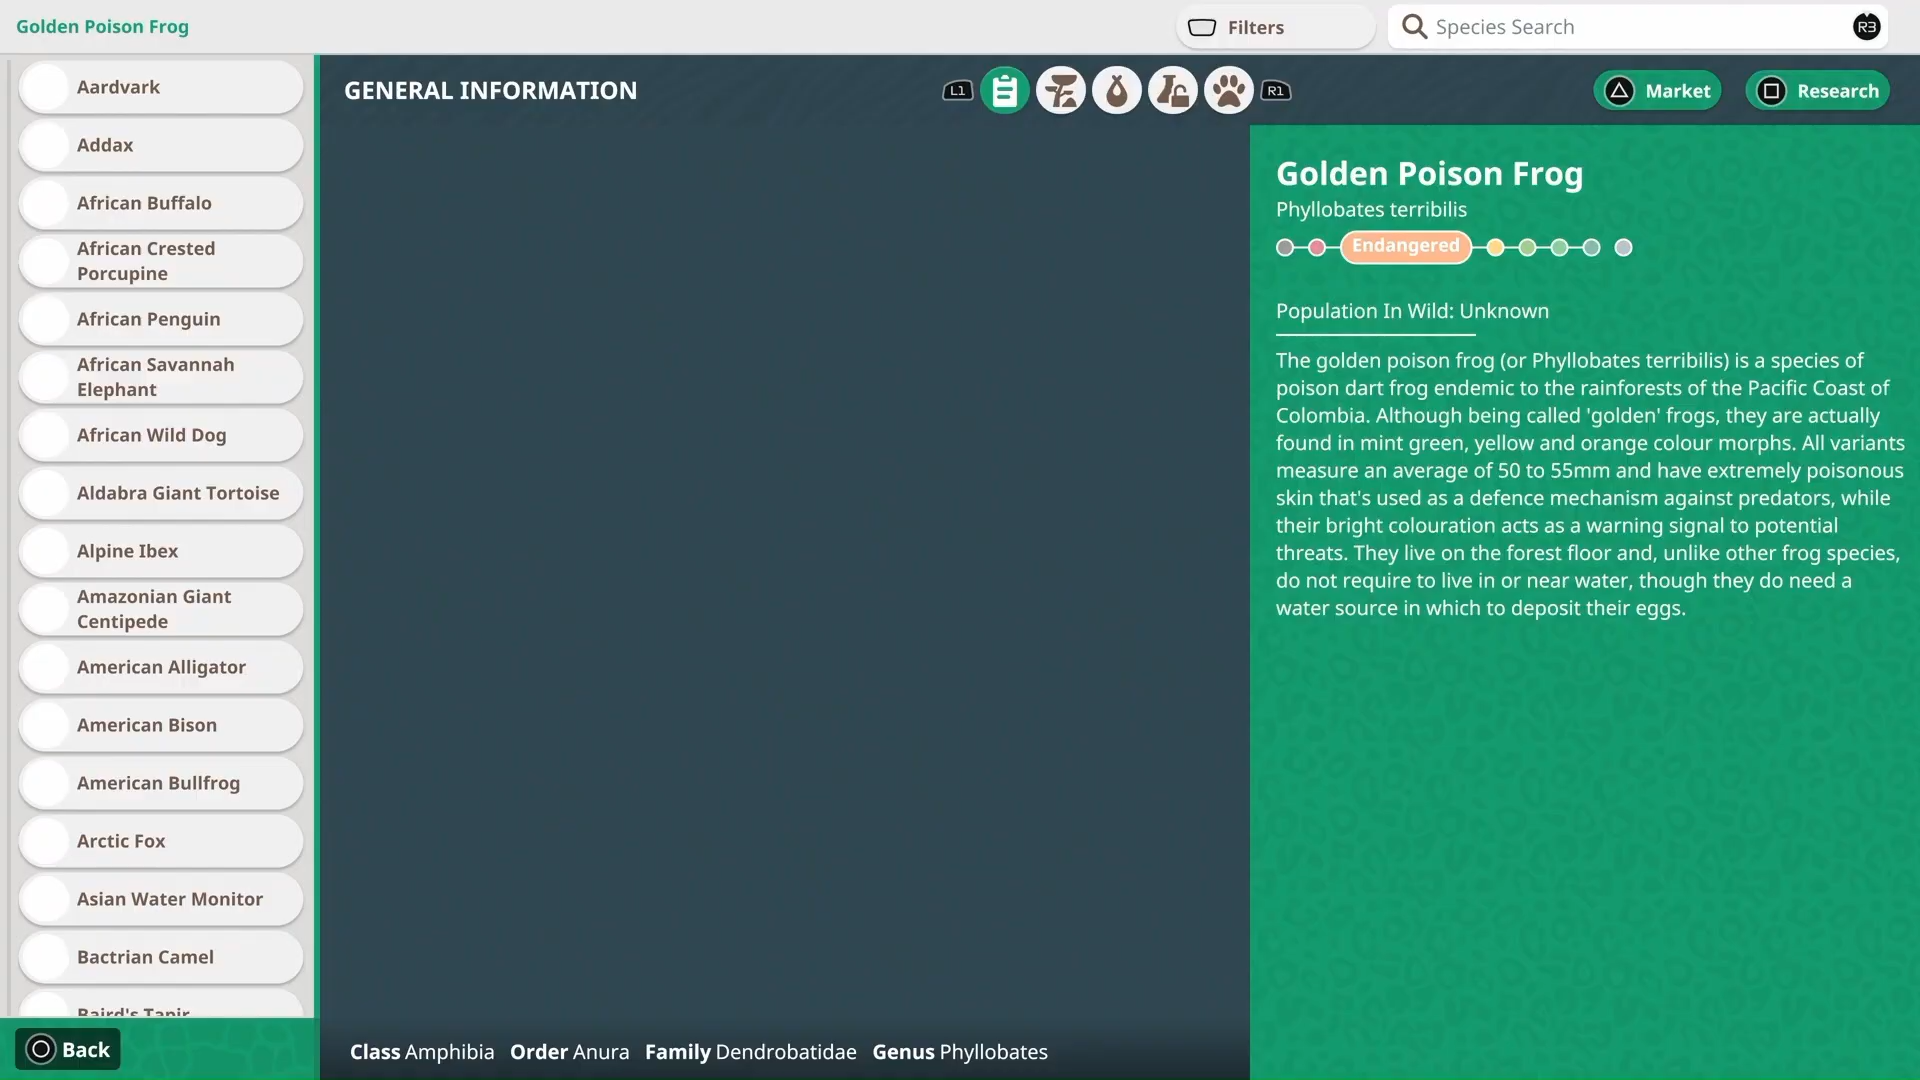 Golden Poison Frog
Filters
Species Search
R3
Aardvark
Addax
African Buffalo
African Crested
Porcupine
African Penguin
African Savannah
Elephant
African Wild Dog
Aldabra Giant Tortoise
Alpine Ibex
Amazonian Giant
Centipede
American Alligator
American Bison
American Bullfrog
Arctic Fox
Asian Water Monitor
Bactrian Camel
Baird's Tapir
Back
GENERAL INFORMATION
L1
R1
Market
Research
Golden Poison Frog
Phyllobates terribilis
Endangered
Population In Wild: Unknown
The golden poison frog (or Phyllobates terribilis) is a species of
poison dart frog endemic to the rainforests of the Pacific Coast of
Colombia. Although being called 'golden' frogs, they are actually
found in mint green, yellow and orange colour morphs. All variants
measure an average of 50 to 55mm and have extremely poisonous
skin that's used as a defence mechanism against predators, while
their bright colouration acts as a warning signal to potential
threats. They live on the forest floor and, unlike other frog species,
do not require to live in or near water, though they do need a
water source in which to deposit their eggs.
Class Amphibia Order Anura Family Dendrobatidae Genus Phyllobates